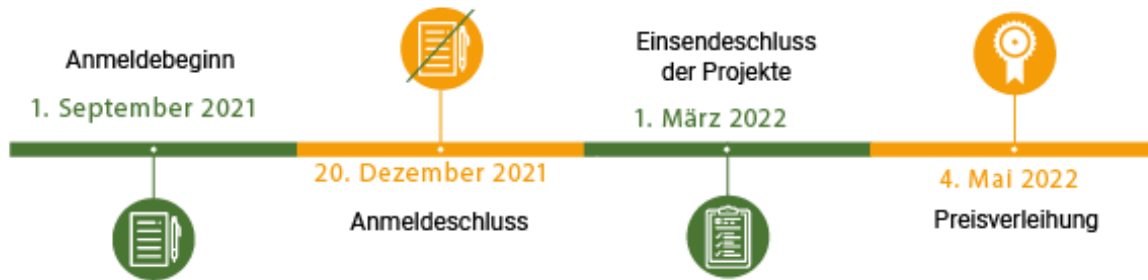 Anmeldebeginn
1. September 2021
20. Dezember 2021
Anmeldeschluss
Einsendeschluss
der Projekte
1. März 2022
4. Mai 2022
Preisverleihung